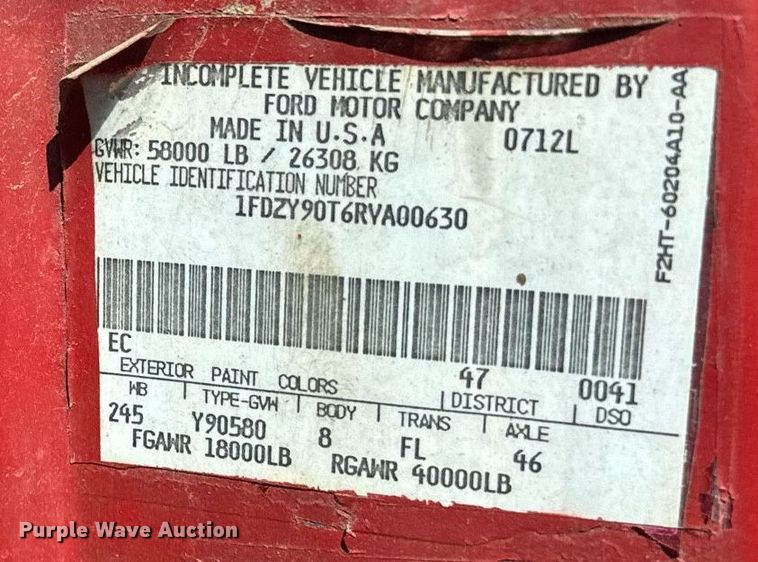 INCOMPLETE VEHICLE MANUFACTURED BY
FORD MOTOR COMPANY
MADE IN U.S.A 0712L
GVWR: 58000 LB / 26308 KG
VEHICLE IDENTIFICATION NUMBER
1FDZY90T6RVA00630
F2HT-60204A10-AA
EC 47 0041
EXTERIOR PAINT COLORS DISTRICT DSO
WB TYPE-GVW BODY TRANS AXLE
245 Y90580 8 FL 46
FGAWR 18000LB RGAWR 40000LB
Purple Wave Auction